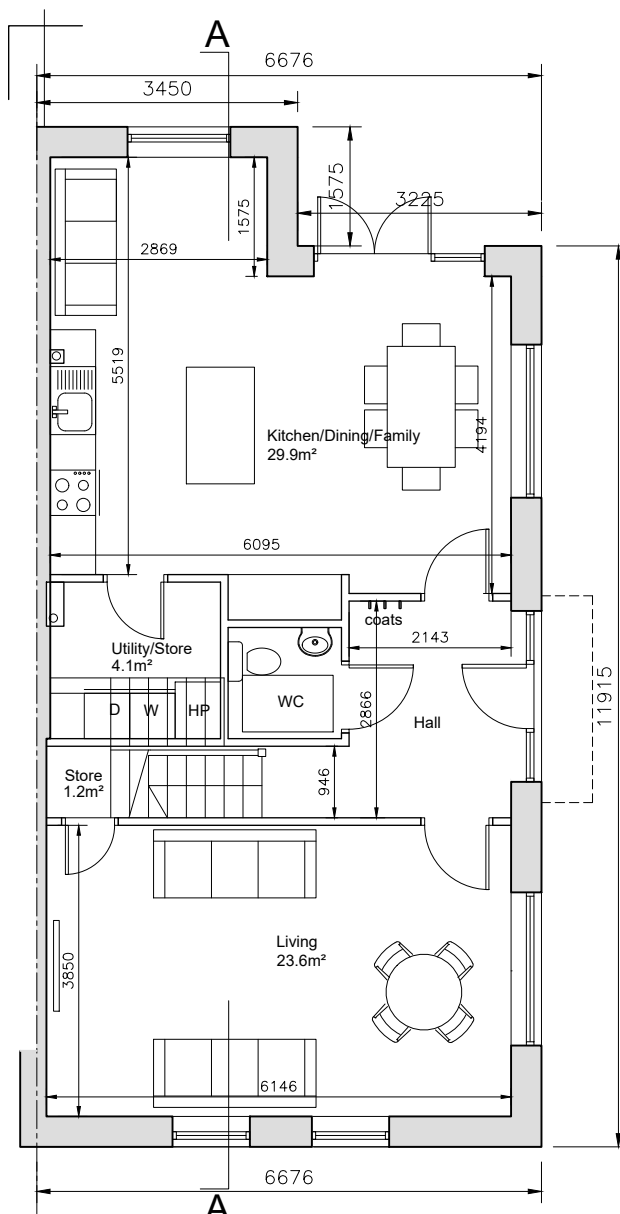 A
6676
3450
1575
3225
1575
2869
5519
4194
Kitchen/Dining/Family
29.9m²
6095
coats
Utility/Store
4.1m²
2143
11915
D
W
HP
WC
2866
Hall
Store
1.2m²
946
Living
23.6m²
3850
6146
6676
A